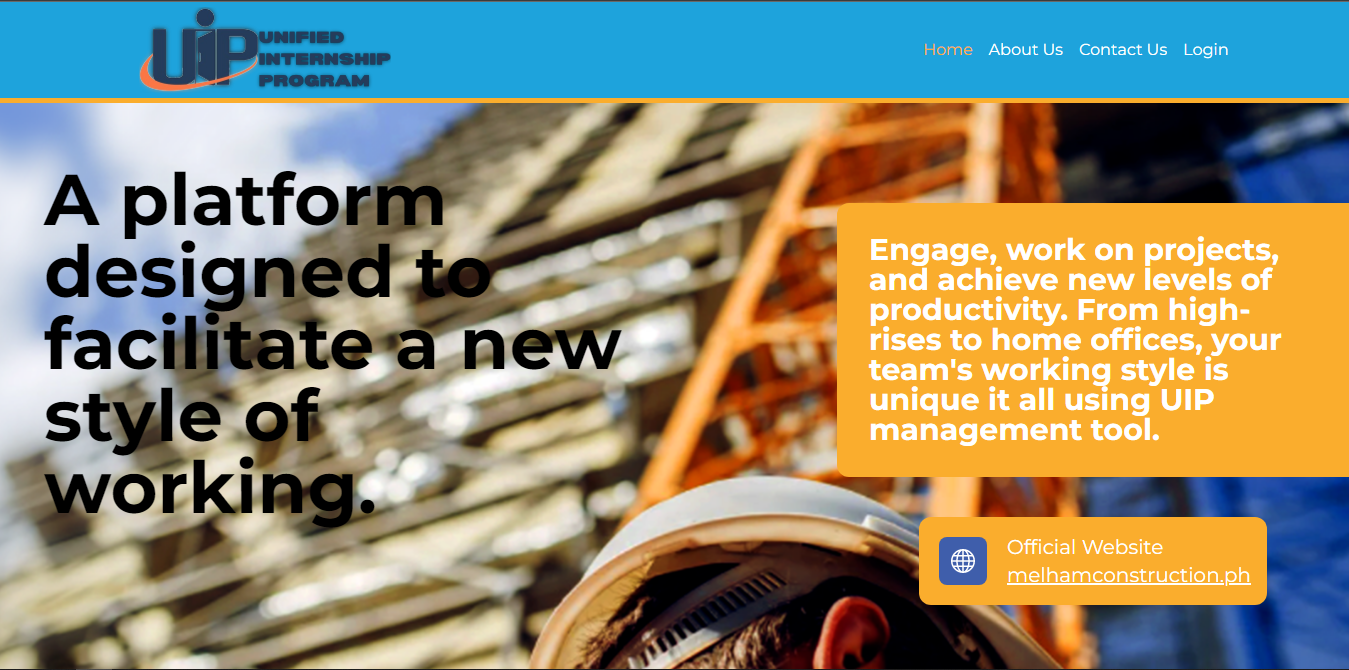 UiP UNIFIED
INTERNSHIP
PROGRAM
Home About Us Contact Us Login
A platform
designed to
facilitate a new
style of
working.
Engage, work on projects,
and achieve new levels of
productivity. From high-
rises to home offices, your
team's working style is
unique it all using UIP
management tool.
Official Website
melhamconstruction.ph